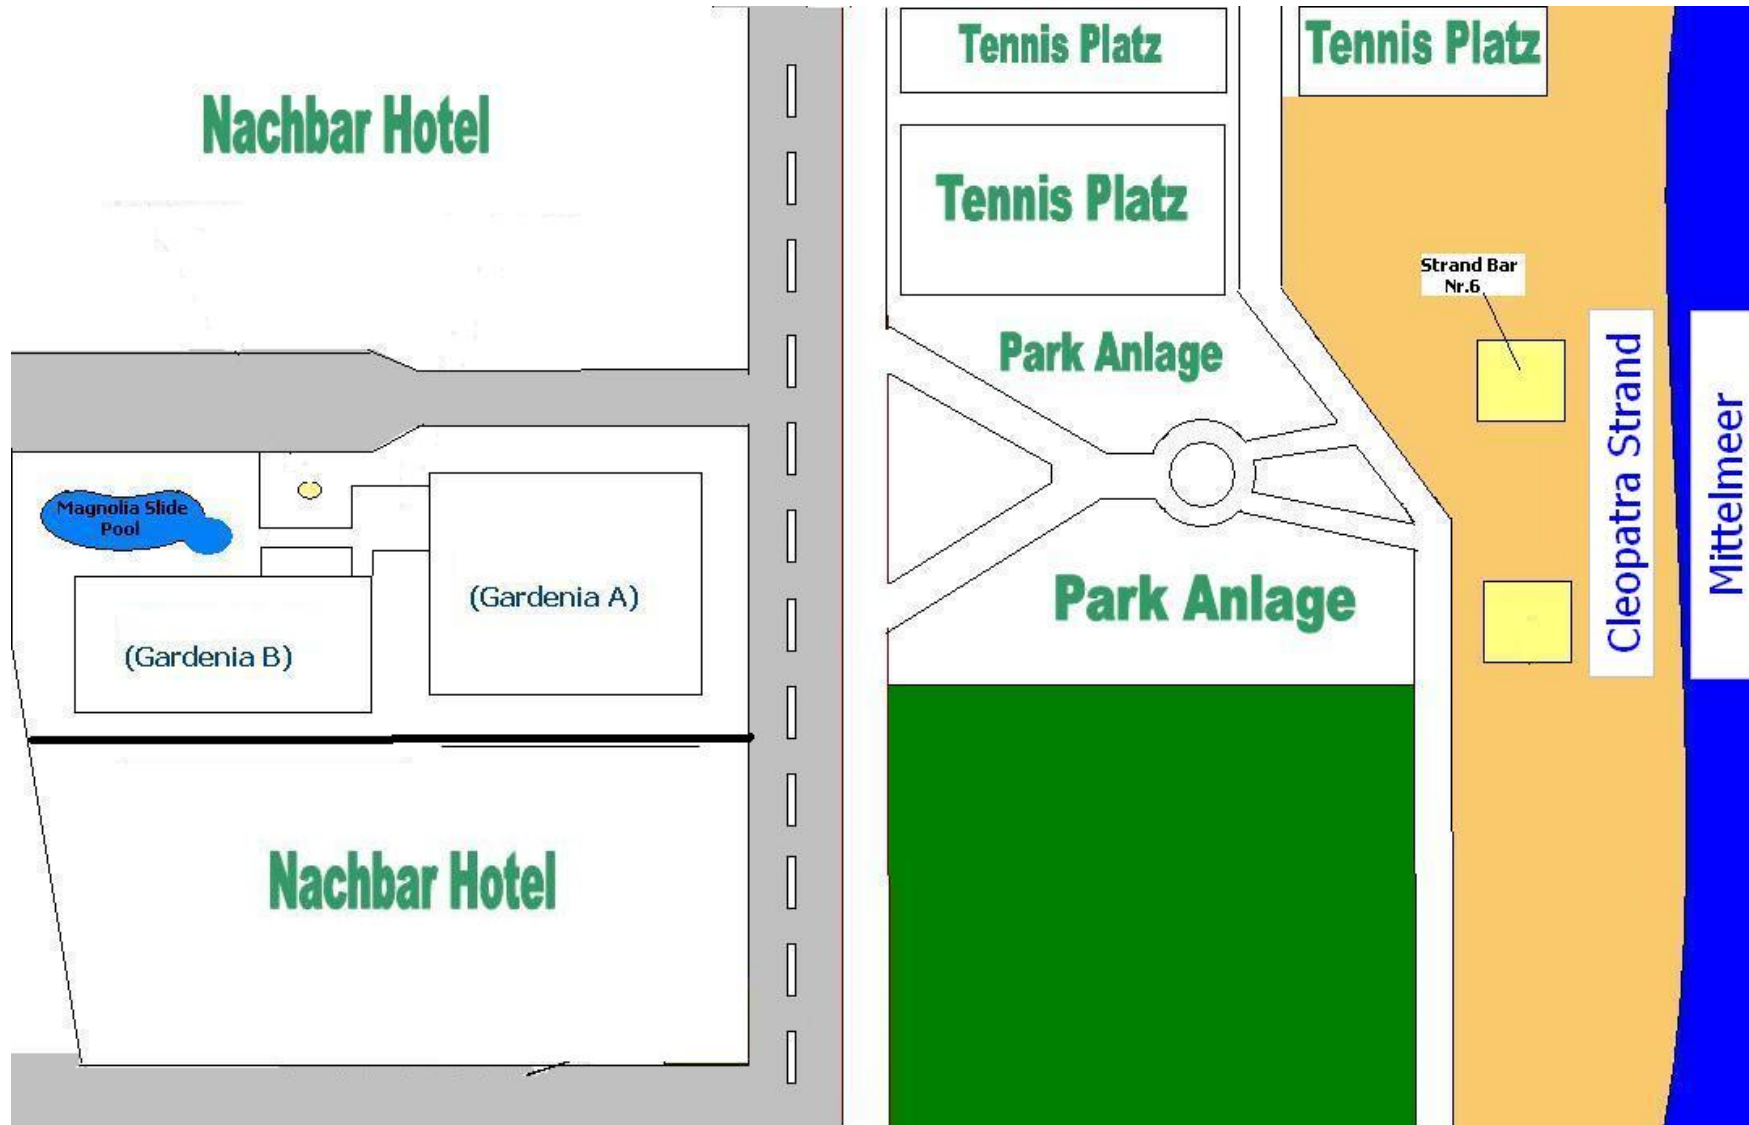 Tennis Platz
Tennis Platz
Nachbar Hotel
Tennis Platz
Strand Bar
Nr.6
Park Anlage
Cleopatra Strand
Mittelmeer
Magnolia Slide
Pool
(Gardenia A)
Park Anlage
(Gardenia B)
Nachbar Hotel